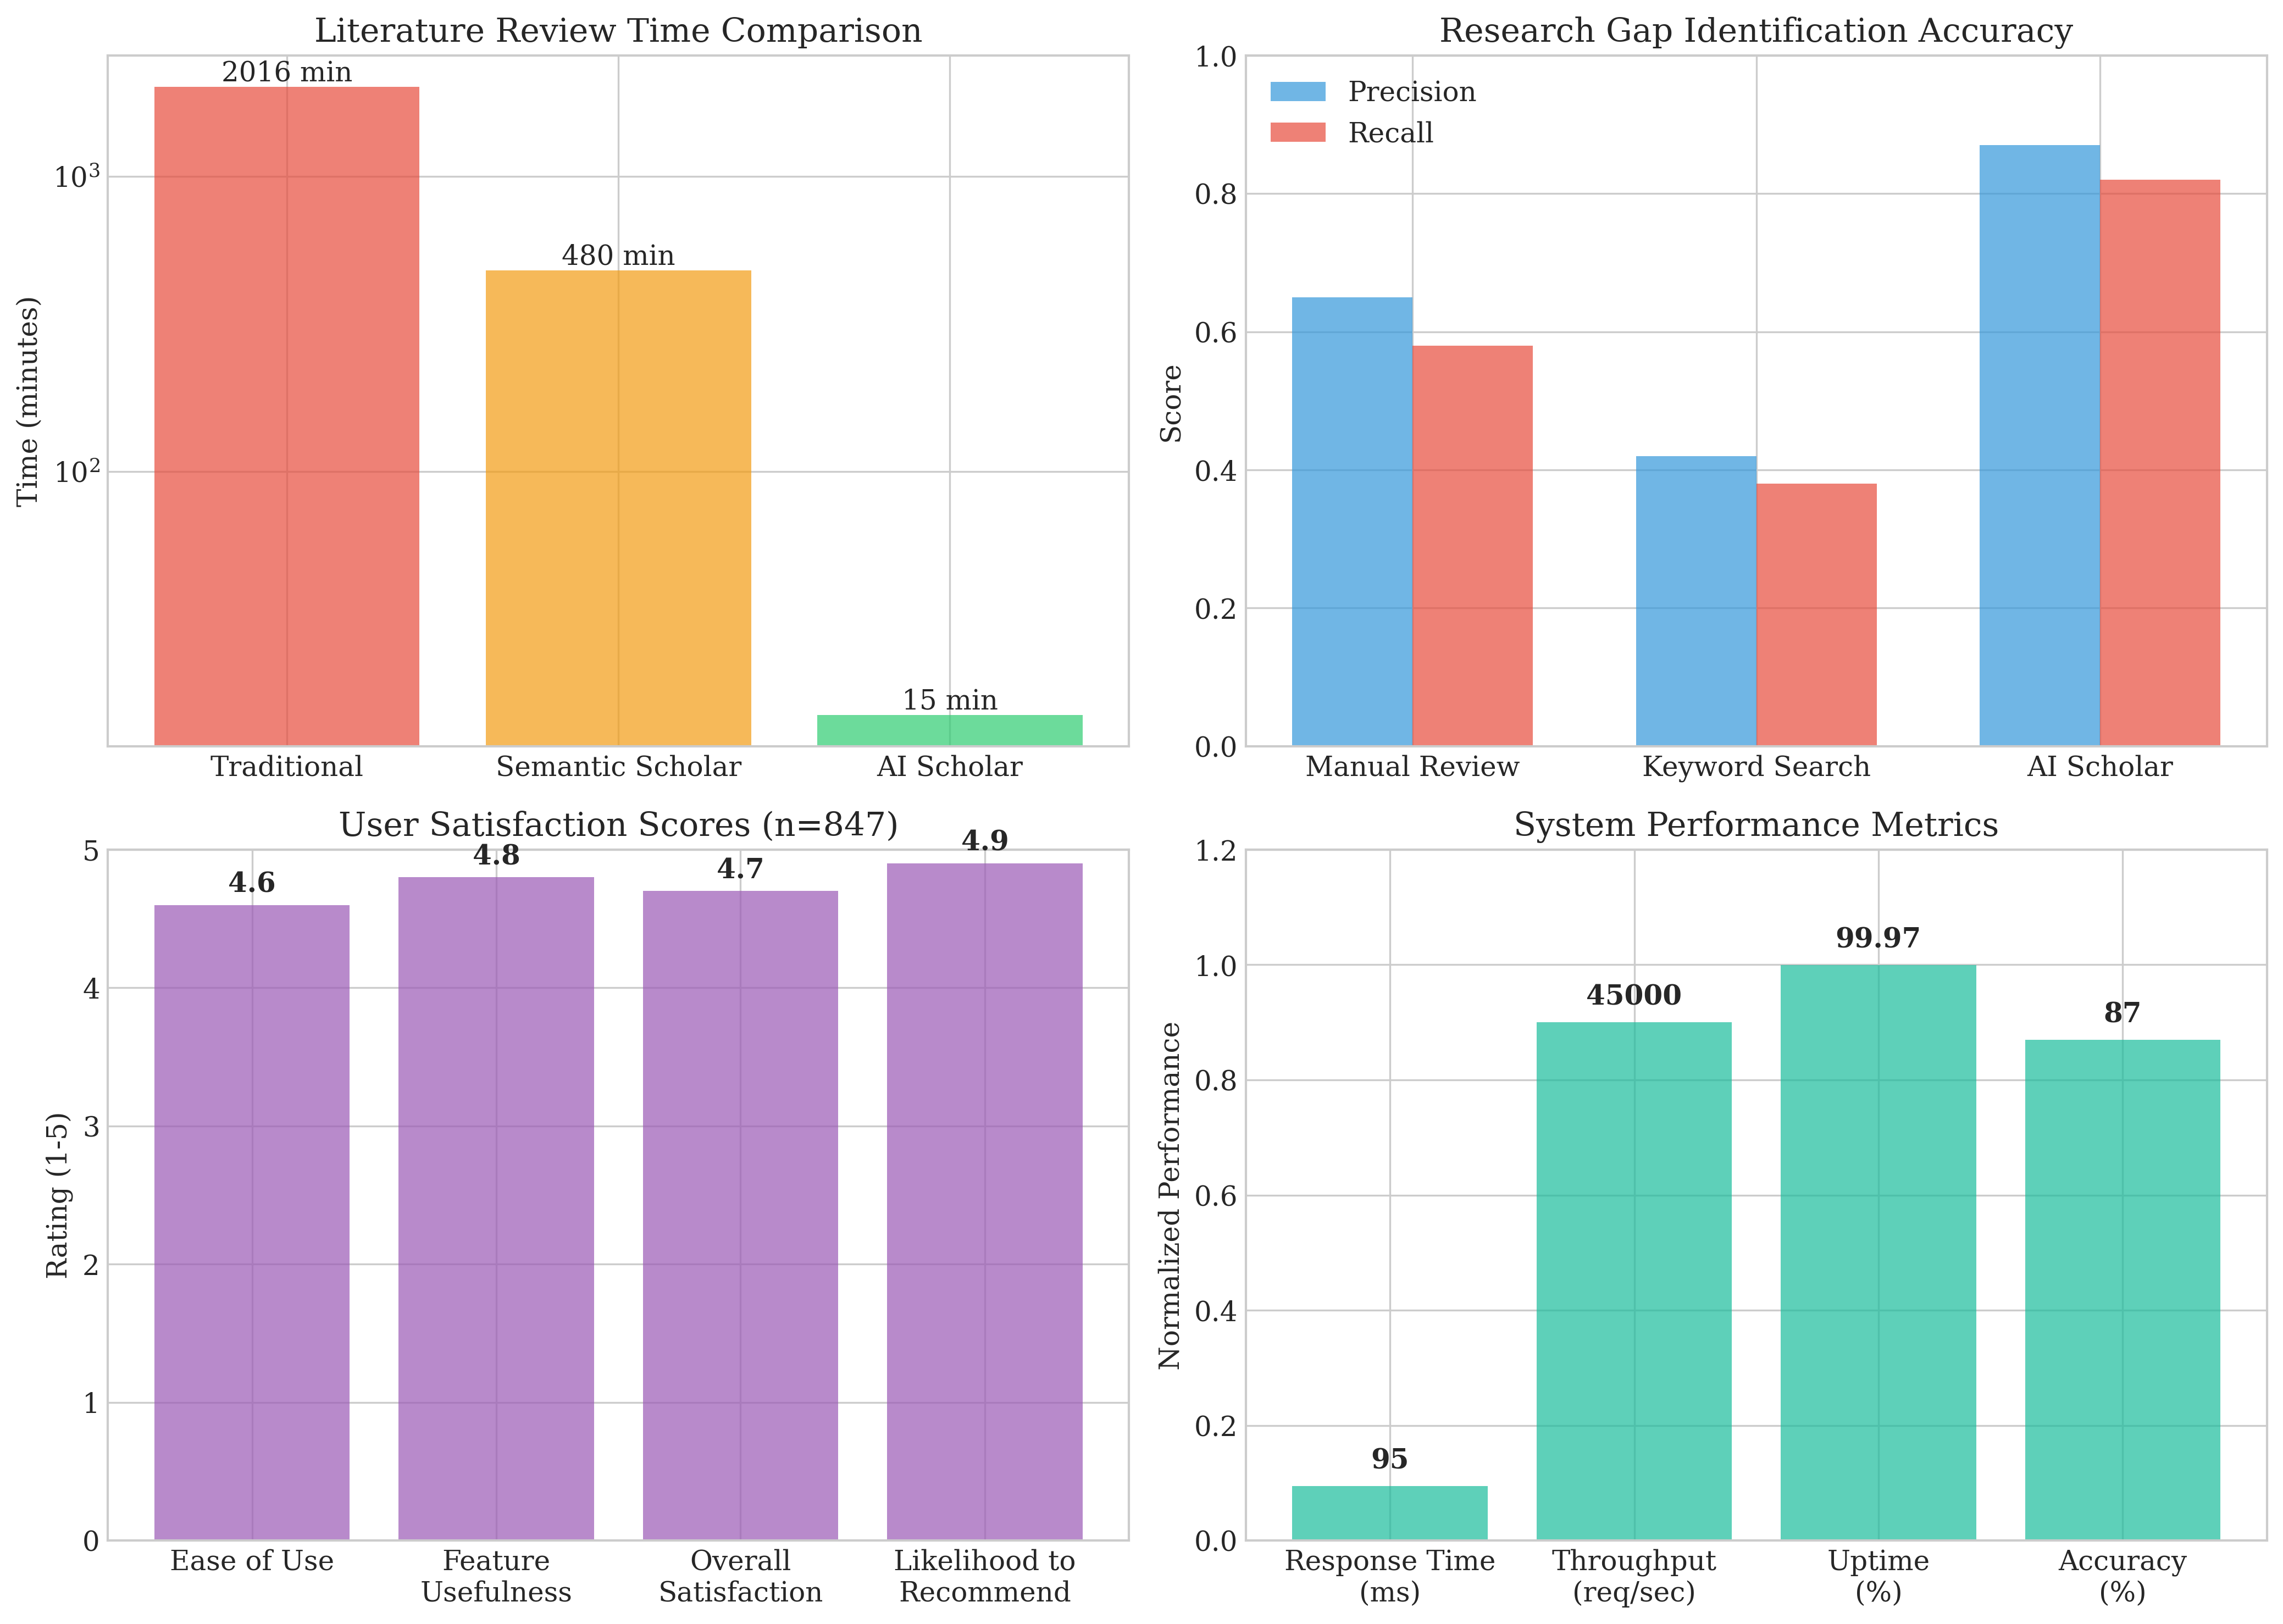 Literature Review Time Comparison
Time (minutes)
10³
10²
2016 min
480 min
15 min
Traditional
Semantic Scholar
AI Scholar
Research Gap Identification Accuracy
Score
1.0
0.8
0.6
0.4
0.2
0.0
Precision
Recall
Manual Review
Keyword Search
AI Scholar
User Satisfaction Scores (n=847)
Rating (1-5)
5
4
3
2
1
0
4.6
4.8
4.7
4.9
Ease of Use
Feature
Usefulness
Overall
Satisfaction
Likelihood to
Recommend
System Performance Metrics
Normalized Performance
1.2
1.0
0.8
0.6
0.4
0.2
0.0
95
45000
99.97
87
Response Time
(ms)
Throughput
(req/sec)
Uptime
(%)
Accuracy
(%)